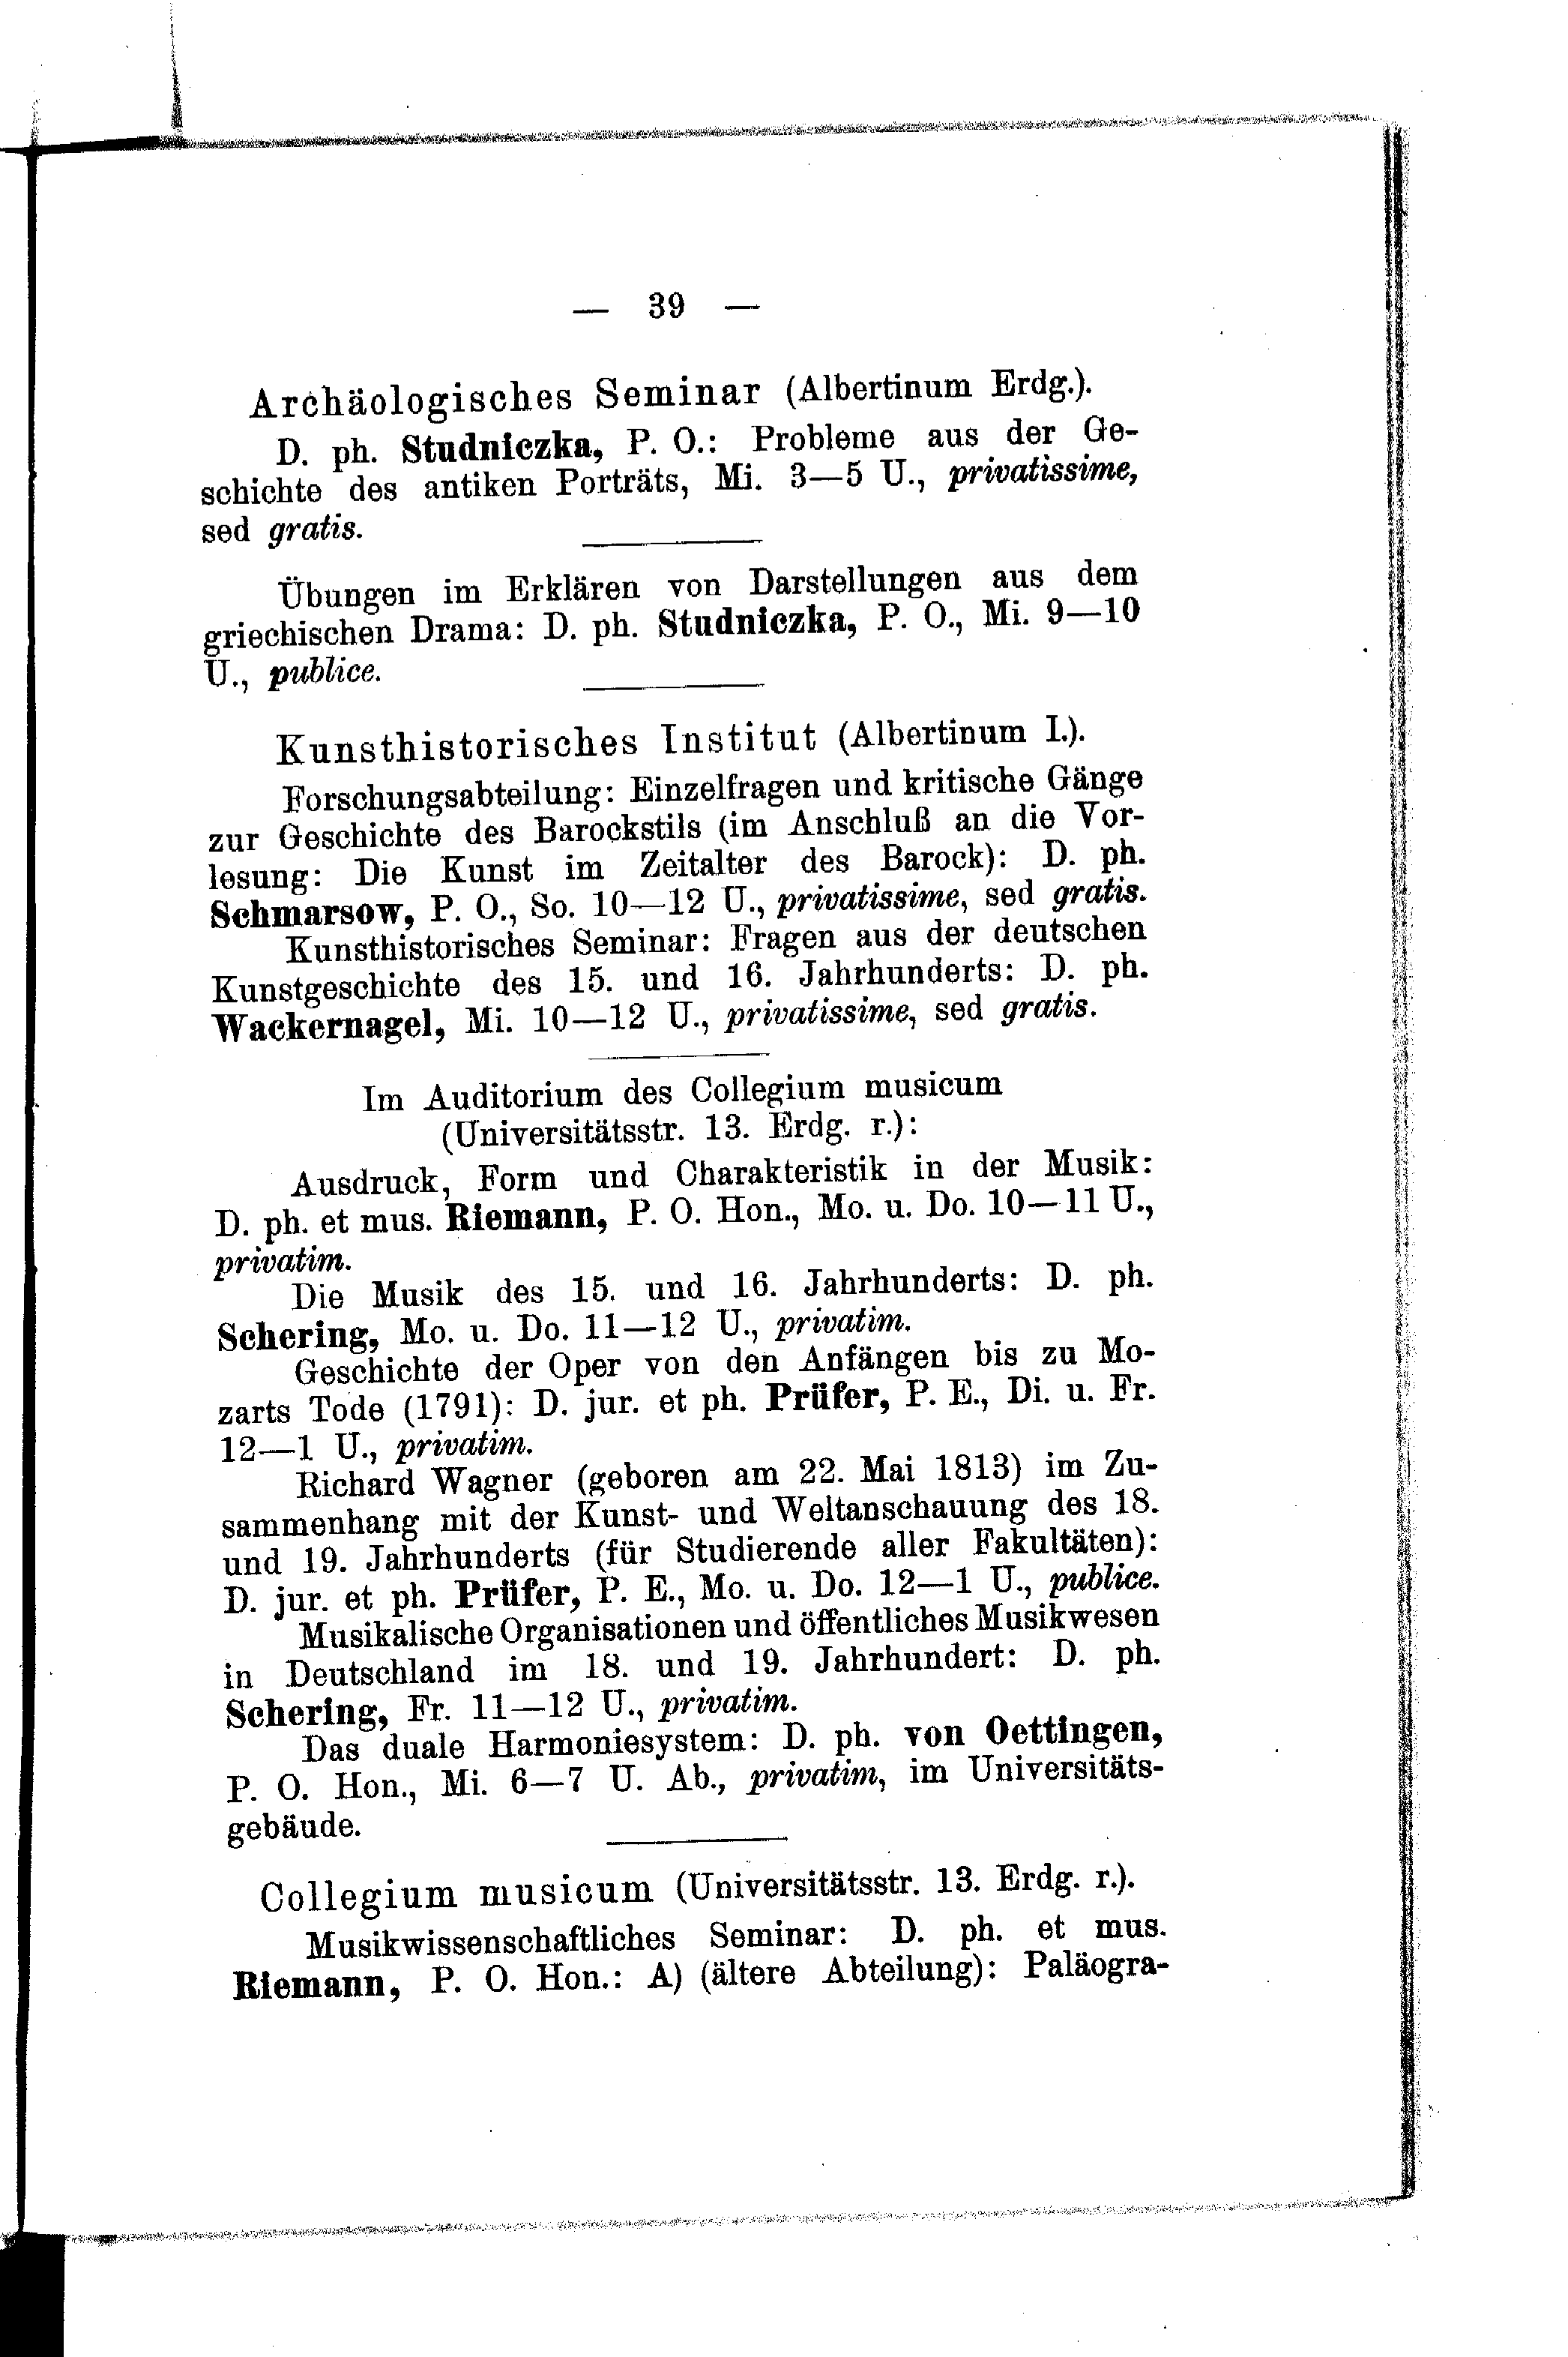 — 39 —
Archäologisches Seminar (Albertinum Erdg.).
D. ph. Studniczka, P. O.: Probleme aus der Ge-
schichte des antiken Porträts, Mi. 3—5 U., privatissime,
sed gratis.
Übungen im Erklären von Darstellungen aus dem
griechischen Drama: D. ph. Studniczka, P. O., Mi. 9—10
U., publice.
Kunsthistorisches Institut (Albertinum I.).
Forschungsabteilung: Einzelfragen und kritische Gänge
zur Geschichte des Barockstils (im Anschluß an die Vor-
lesung: Die Kunst im Zeitalter des Barock): D. ph.
Schmarsow, P. O., So. 10—12 U., privatissime, sed gratis.
Kunsthistorisches Seminar: Fragen aus der deutschen
Kunstgeschichte des 15. und 16. Jahrhunderts: D. ph.
Wackernagel, Mi. 10—12 U., privatissime, sed gratis.
Im Auditorium des Collegium musicum
(Universitätsstr. 13. Erdg. r.):
Ausdruck, Form und Charakteristik in der Musik:
D. ph. et mus. Riemann, P. O. Hon., Mo. u. Do. 10—11 U.,
privatim.
Die Musik des 15. und 16. Jahrhunderts: D. ph.
Schering, Mo. u. Do. 11—12 U., privatim.
Geschichte der Oper von den Anfängen bis zu Mo-
zarts Tode (1791): D. jur. et ph. Prüfer, P. E., Di. u. Fr.
12—1 U., privatim.
Richard Wagner (geboren am 22. Mai 1813) im Zu-
sammenhang mit der Kunst- und Weltanschauung des 18.
und 19. Jahrhunderts (für Studierende aller Fakultäten):
D. jur. et ph. Prüfer, P. E., Mo. u. Do. 12—1 U., publice.
Musikalische Organisationen und öffentliches Musikwesen
in Deutschland im 18. und 19. Jahrhundert: D. ph.
Schering, Fr. 11—12 U., privatim.
Das duale Harmoniesystem: D. ph. von Oettingen,
P. O. Hon., Mi. 6—7 U. Ab., privatim, im Universitäts-
gebäude.
Collegium musicum (Universitätsstr. 13. Erdg. r.).
Musikwissenschaftliches Seminar: D. ph. et mus.
Riemann, P. O. Hon.: A) (ältere Abteilung): Paläogra-